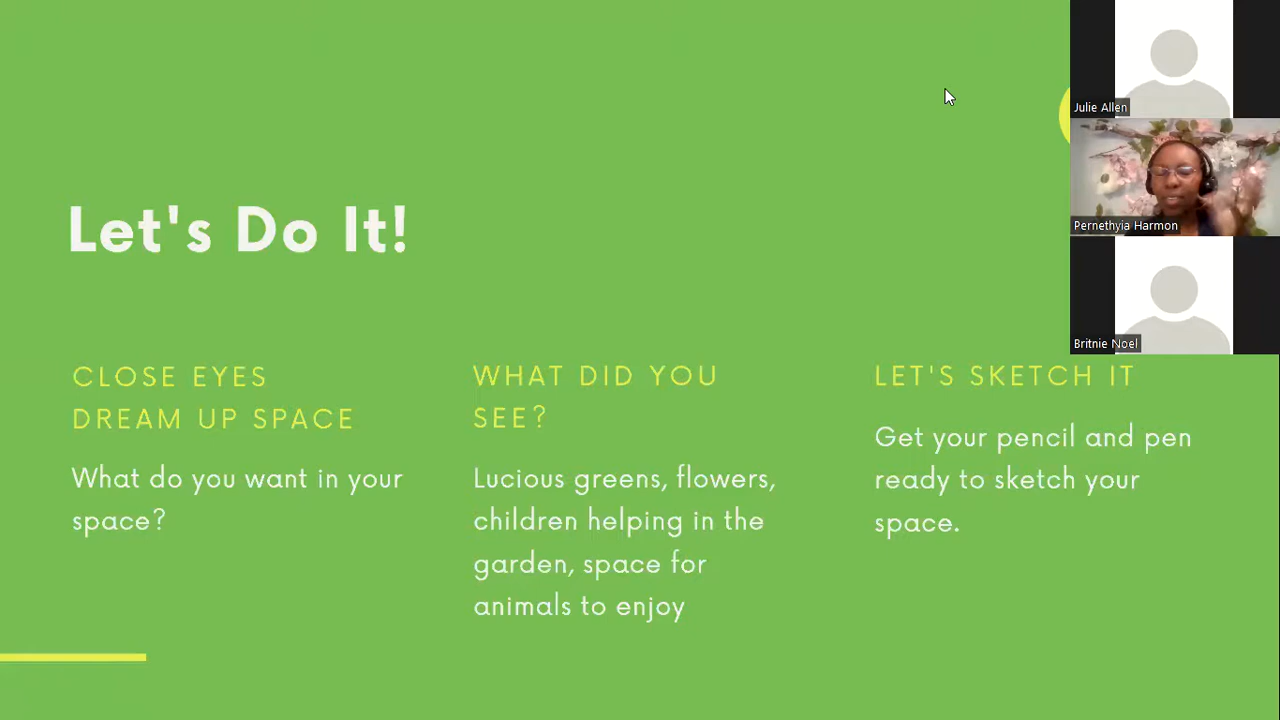 Let's Do It!
CLOSE EYES
DREAM UP SPACE
What do you want in your
space?
WHAT DID YOU
SEE?
Lucious greens, flowers,
children helping in the
garden, space for
animals to enjoy
LET'S SKETCH IT
Get your pencil and pen
ready to sketch your
space.
Julie Allen
Pernethyia Harmon
Britnie Noel